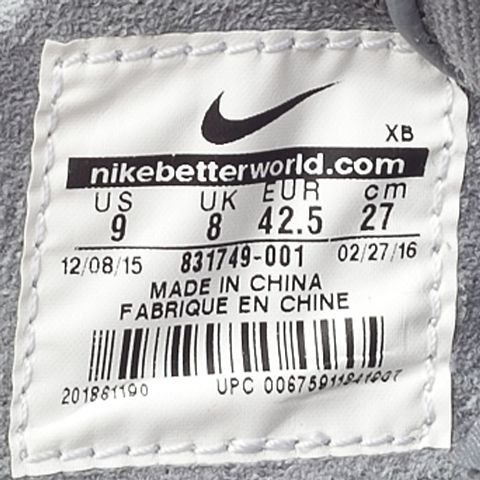 XB
nikebetterworld.com
US UK EUR cm
9 8 42.5 27
12/08/15 831749-001 02/27/16
MADE IN CHINA
FABRIQUE EN CHINE
201861190 UPC